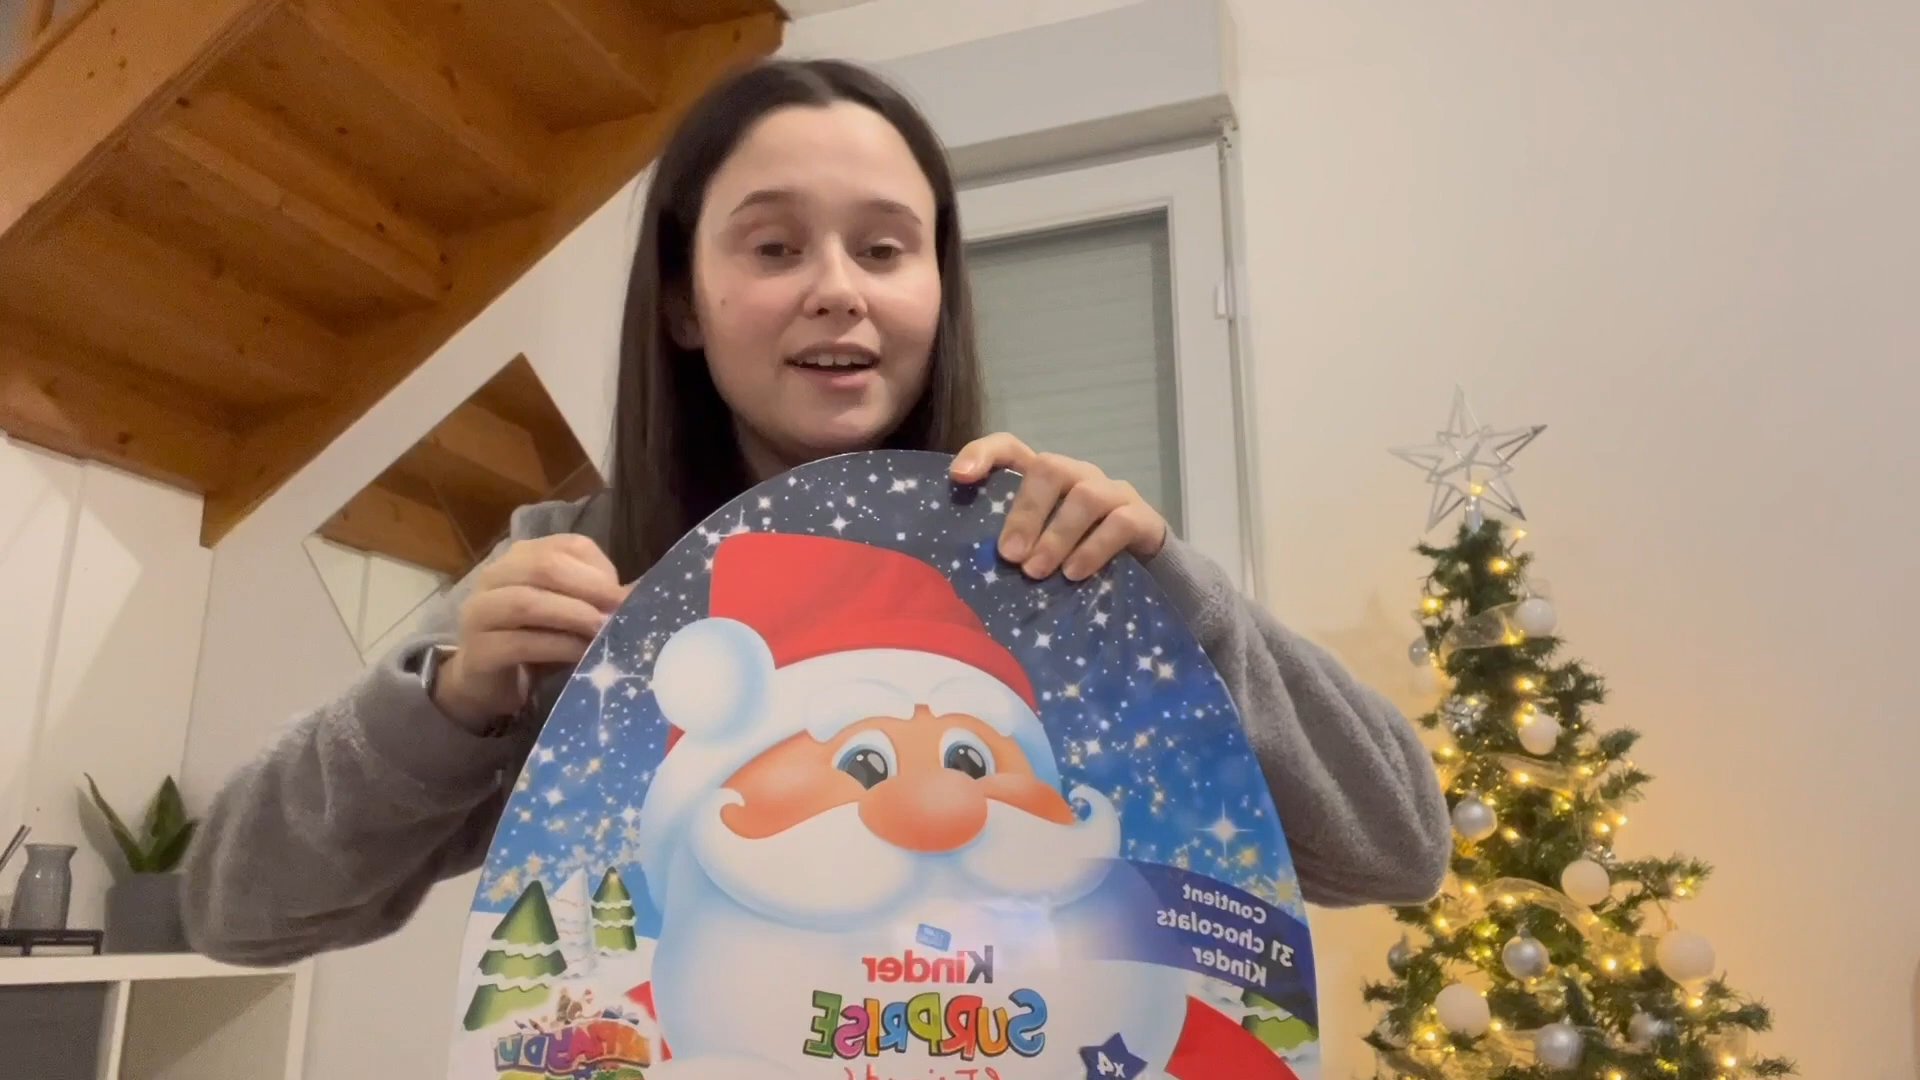 Contient
31 chocolats
Kinder
Kinder
SURPRISE
x4